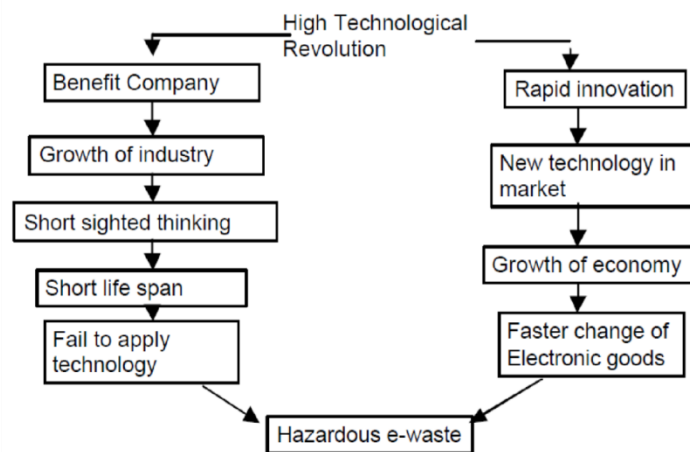 High Technological
Revolution
Benefit Company
Growth of industry
Short sighted thinking
Short life span
Fail to apply
technology
Rapid innovation
New technology in
market
Growth of economy
Faster change of
Electronic goods
Hazardous e-waste